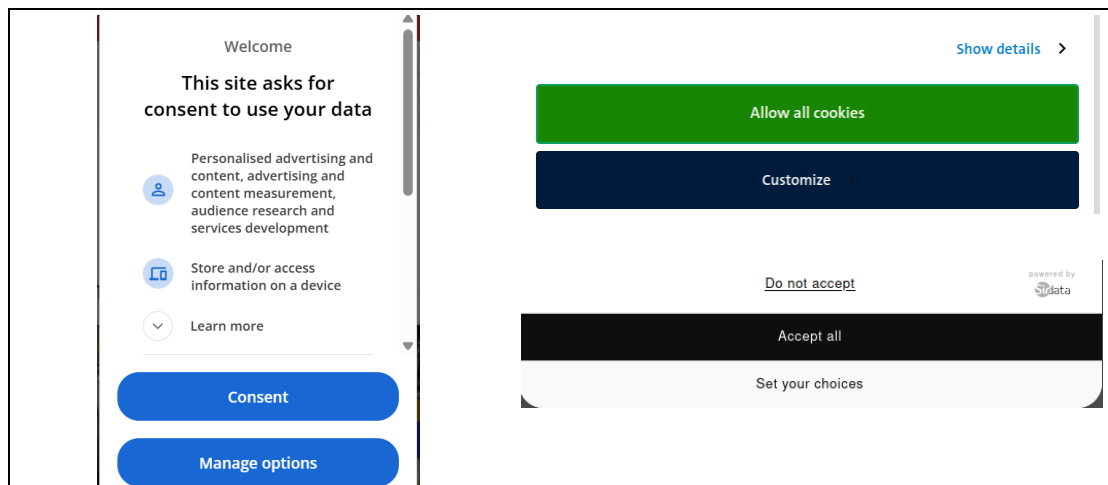 Welcome
This site asks for
consent to use your data
Personalised advertising and
content, advertising and
content measurement,
audience research and
services development
Store and/or access
information on a device
Learn more
Consent
Manage options
Show details
Allow all cookies
Customize
Do not accept
powered by
Sirdata
Accept all
Set your choices